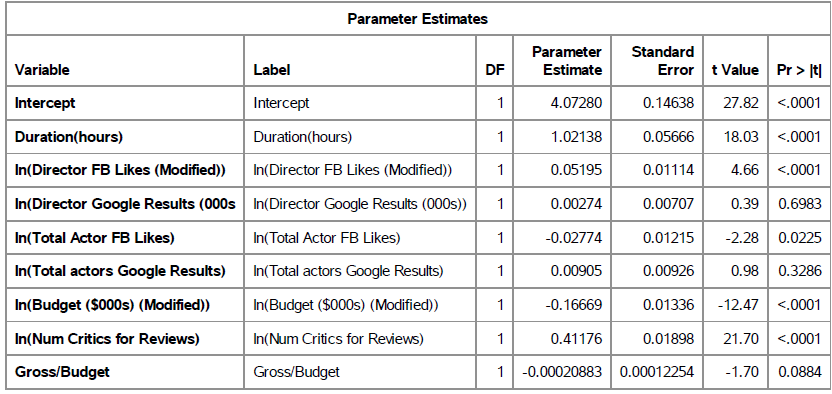 Parameter Estimates
Variable Label DF Parameter Estimate Standard Error t Value Pr > |t|
Intercept Intercept 1 4.07280 0.14638 27.82 <.0001
Duration(hours) Duration(hours) 1 1.02138 0.05666 18.03 <.0001
ln(Director FB Likes (Modified)) ln(Director FB Likes (Modified)) 1 0.05195 0.01114 4.66 <.0001
ln(Director Google Results (000s ln(Director Google Results (000s)) 1 0.00274 0.00707 0.39 0.6983
ln(Total Actor FB Likes) ln(Total Actor FB Likes) 1 -0.02774 0.01215 -2.28 0.0225
ln(Total actors Google Results) ln(Total actors Google Results) 1 0.00905 0.00926 0.98 0.3286
ln(Budget ($000s) (Modified)) ln(Budget ($000s) (Modified)) 1 -0.16669 0.01336 -12.47 <.0001
ln(Num Critics for Reviews) ln(Num Critics for Reviews) 1 0.41176 0.01898 21.70 <.0001
Gross/Budget Gross/Budget 1 -0.00020883 0.00012254 -1.70 0.0884